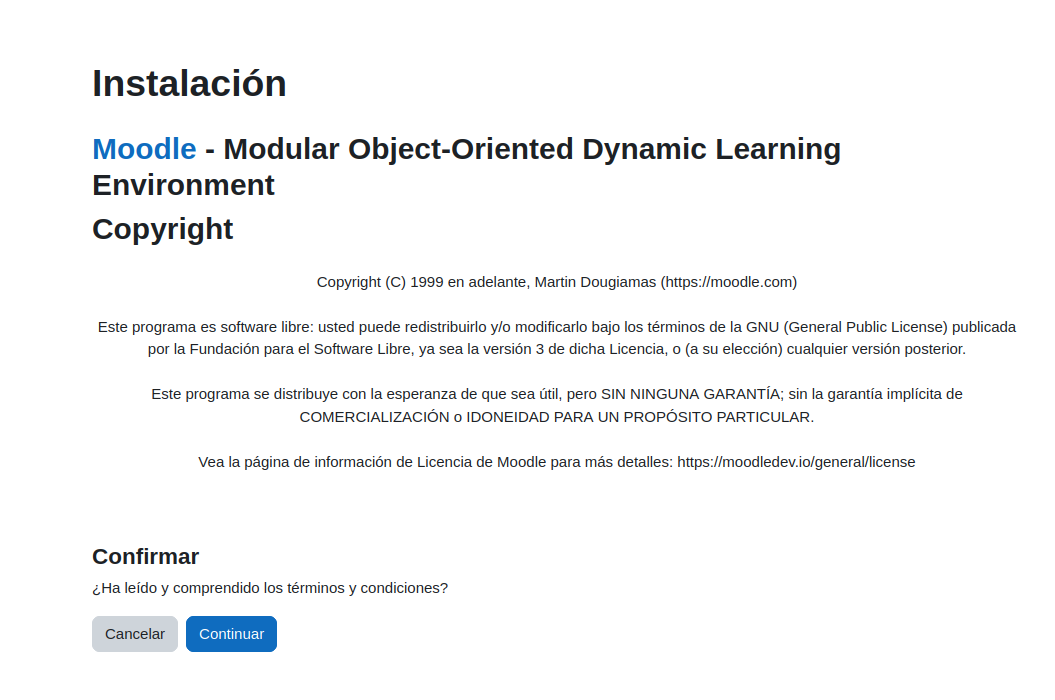 Instalación
Moodle - Modular Object-Oriented Dynamic Learning
Environment
Copyright
Copyright (C) 1999 en adelante, Martin Dougiamas (https://moodle.com)
Este programa es software libre: usted puede redistribuirlo y/o modificarlo bajo los términos de la GNU (General Public License) publicada
por la Fundación para el Software Libre, ya sea la versión 3 de dicha Licencia, o (a su elección) cualquier versión posterior.
Este programa se distribuye con la esperanza de que sea útil, pero SIN NINGUNA GARANTÍA; sin la garantía implícita de
COMERCIALIZACIÓN o IDONEIDAD PARA UN PROPÓSITO PARTICULAR.
Vea la página de información de Licencia de Moodle para más detalles: https://moodledev.io/general/license
Confirmar
¿Ha leído y comprendido los términos y condiciones?
Cancelar Continuar